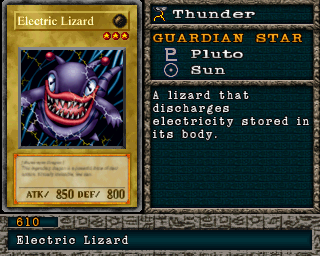 Electric Lizard
ATK/ 850 DEF/ 800
Thunder
GUARDIAN STAR
Pluto
Sun
A lizard that
discharges
electricity stored in
its body.
610
Electric Lizard